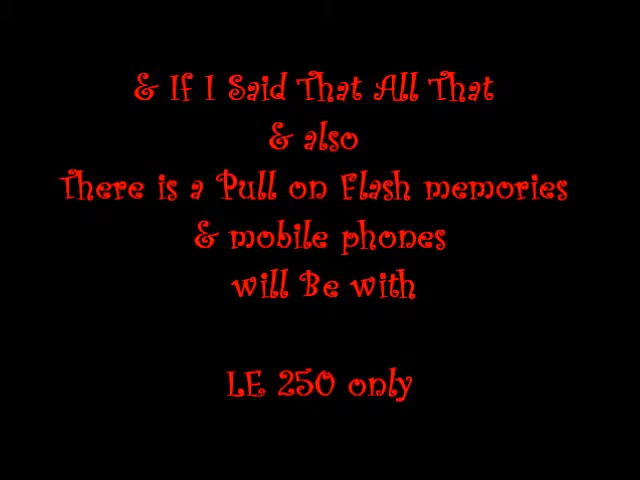 & If I Said That All That
& also
There is a Pull on Flash memories
& mobile phones
will Be with
LE 250 only